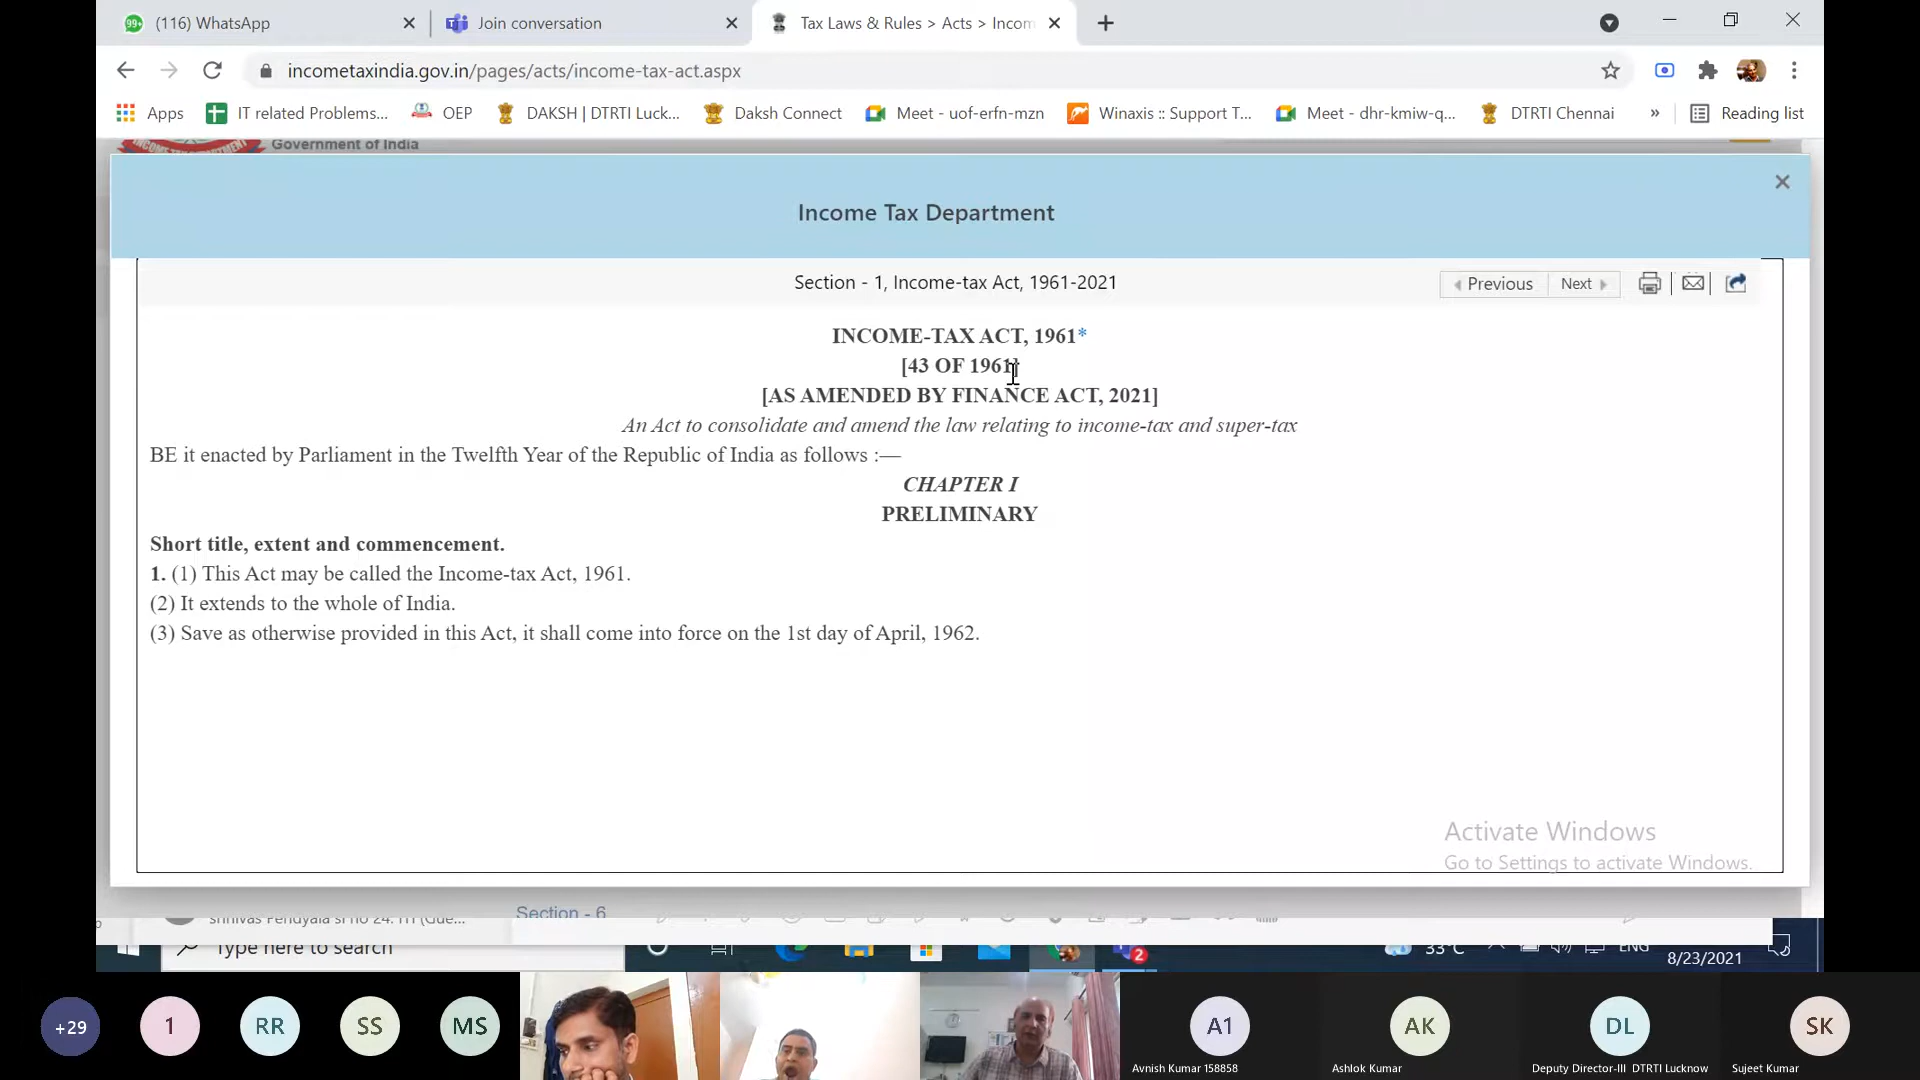 (116) WhatsApp
Join conversation
Tax Laws & Rules > Acts > Incom
incometaxindia.gov.in/pages/acts/income-tax-act.aspx
Apps
IT related Problems...
OEP
DAKSH | DTRTI Luck...
Daksh Connect
Meet - uof-erfn-mzn
Winaxis :: Support T...
Meet - dhr-kmiw-q...
DTRTI Chennai
»
Reading list
Government of India
Income Tax Department
Section - 1, Income-tax Act, 1961-2021
Previous
Next
INCOME-TAX ACT, 1961*
[43 OF 1961]
[AS AMENDED BY FINANCE ACT, 2021]
An Act to consolidate and amend the law relating to income-tax and super-tax
BE it enacted by Parliament in the Twelfth Year of the Republic of India as follows :—
CHAPTER I
PRELIMINARY
Short title, extent and commencement.
1. (1) This Act may be called the Income-tax Act, 1961.
(2) It extends to the whole of India.
(3) Save as otherwise provided in this Act, it shall come into force on the 1st day of April, 1962.
Activate Windows
Go to Settings to activate Windows.
Section - 6
Type here to search
2
33°C
ENG
8/23/2021
+29
1
RR
SS
MS
A1
Avnish Kumar 158858
AK
Ashlok Kumar
DL
Deputy Director-III DTRTI Lucknow
SK
Sujeet Kumar